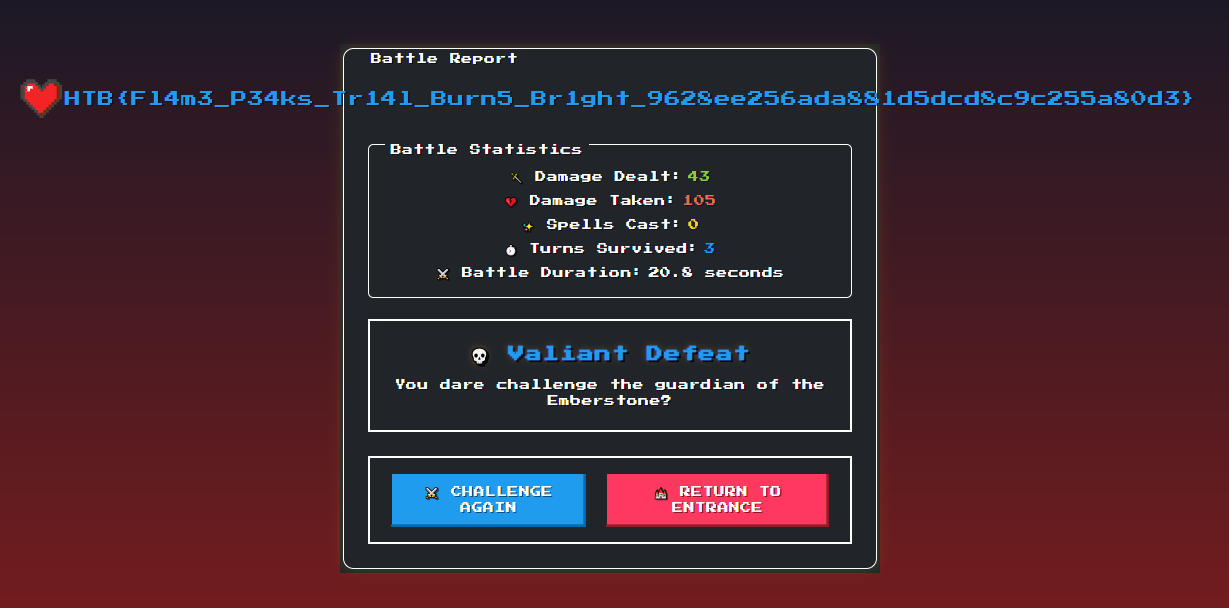 Battle Report
HTB{Fl4m3_P34ks_Tr14l_Burn5_Br1ght_9628ee256ada881d5dcd8c9c255a80d3}
Battle Statistics
Damage Dealt: 43
Damage Taken: 105
Spells Cast: 0
Turns Survived: 3
Battle Duration: 20.8 seconds
Valiant Defeat
You dare challenge the guardian of the
Emberstone?
CHALLENGE
AGAIN
RETURN TO
ENTRANCE